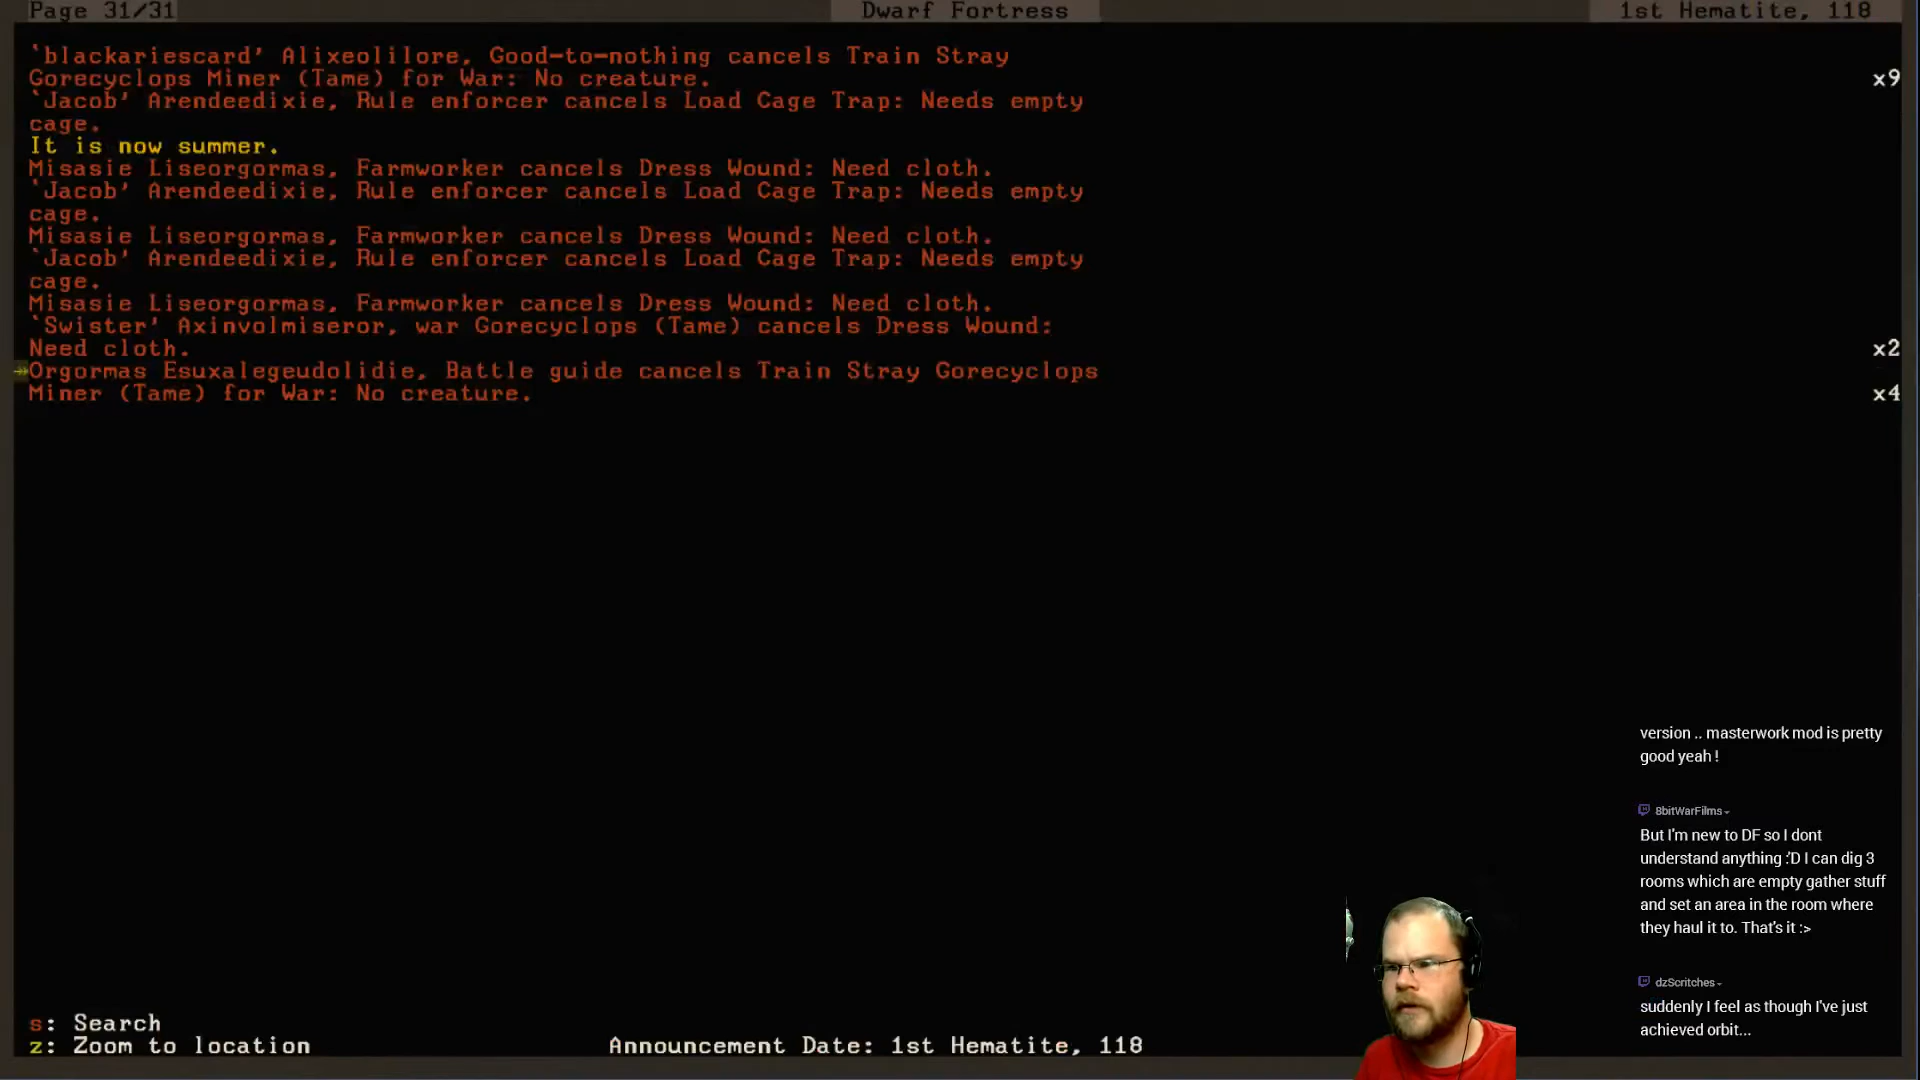 Page 31/31
Dwarf Fortress
1st Hematite, 118
`blackariescard' Alixeolilore, Good-to-nothing cancels Train Stray
Gorecyclops Miner (Tame) for War: No creature.
x9
`Jacob' Arendeedixie, Rule enforcer cancels Load Cage Trap: Needs empty
cage.
It is now summer.
Misasie Liseorgormas, Farmworker cancels Dress Wound: Need cloth.
`Jacob' Arendeedixie, Rule enforcer cancels Load Cage Trap: Needs empty
cage.
Misasie Liseorgormas, Farmworker cancels Dress Wound: Need cloth.
`Jacob' Arendeedixie, Rule enforcer cancels Load Cage Trap: Needs empty
cage.
Misasie Liseorgormas, Farmworker cancels Dress Wound: Need cloth.
`Swister' Axinvolmiseror, war Gorecyclops (Tame) cancels Dress Wound:
Need cloth.
x2
Orgormas Esuxalegeudolidie, Battle guide cancels Train Stray Gorecyclops
Miner (Tame) for War: No creature.
x4
version .. masterwork mod is pretty
good yeah !
8bitWarFilms
But I'm new to DF so I dont
understand anything :'D I can dig 3
rooms which are empty gather stuff
and set an area in the room where
they haul it to. That's it :>
dzScritches
suddenly I feel as though I've just
achieved orbit...
s: Search
z: Zoom to location
Announcement Date: 1st Hematite, 118